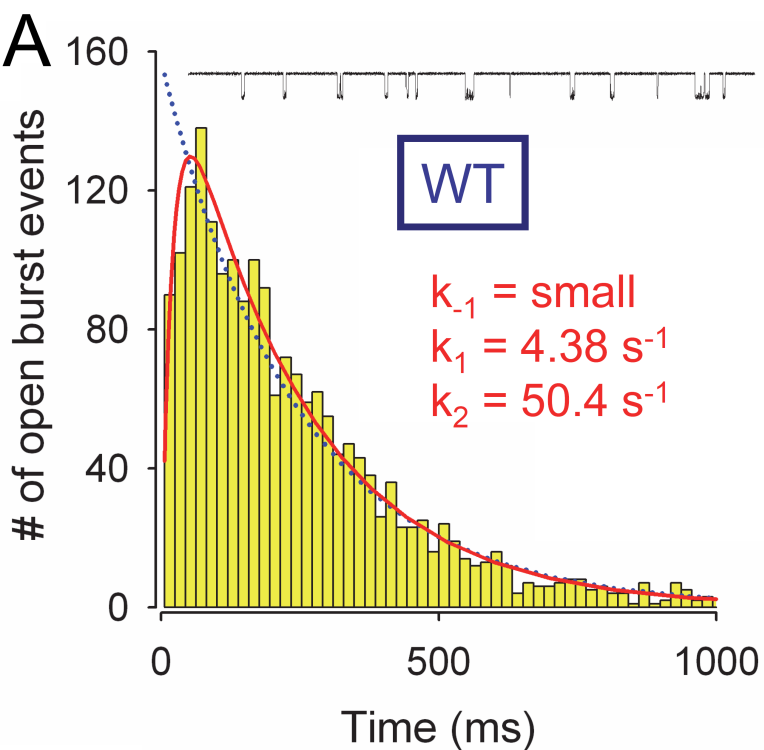 A
160
120
80
40
0
# of open burst events
WT
k-1 = small
k1 = 4.38 s-1
k2 = 50.4 s-1
0 500 1000
Time (ms)